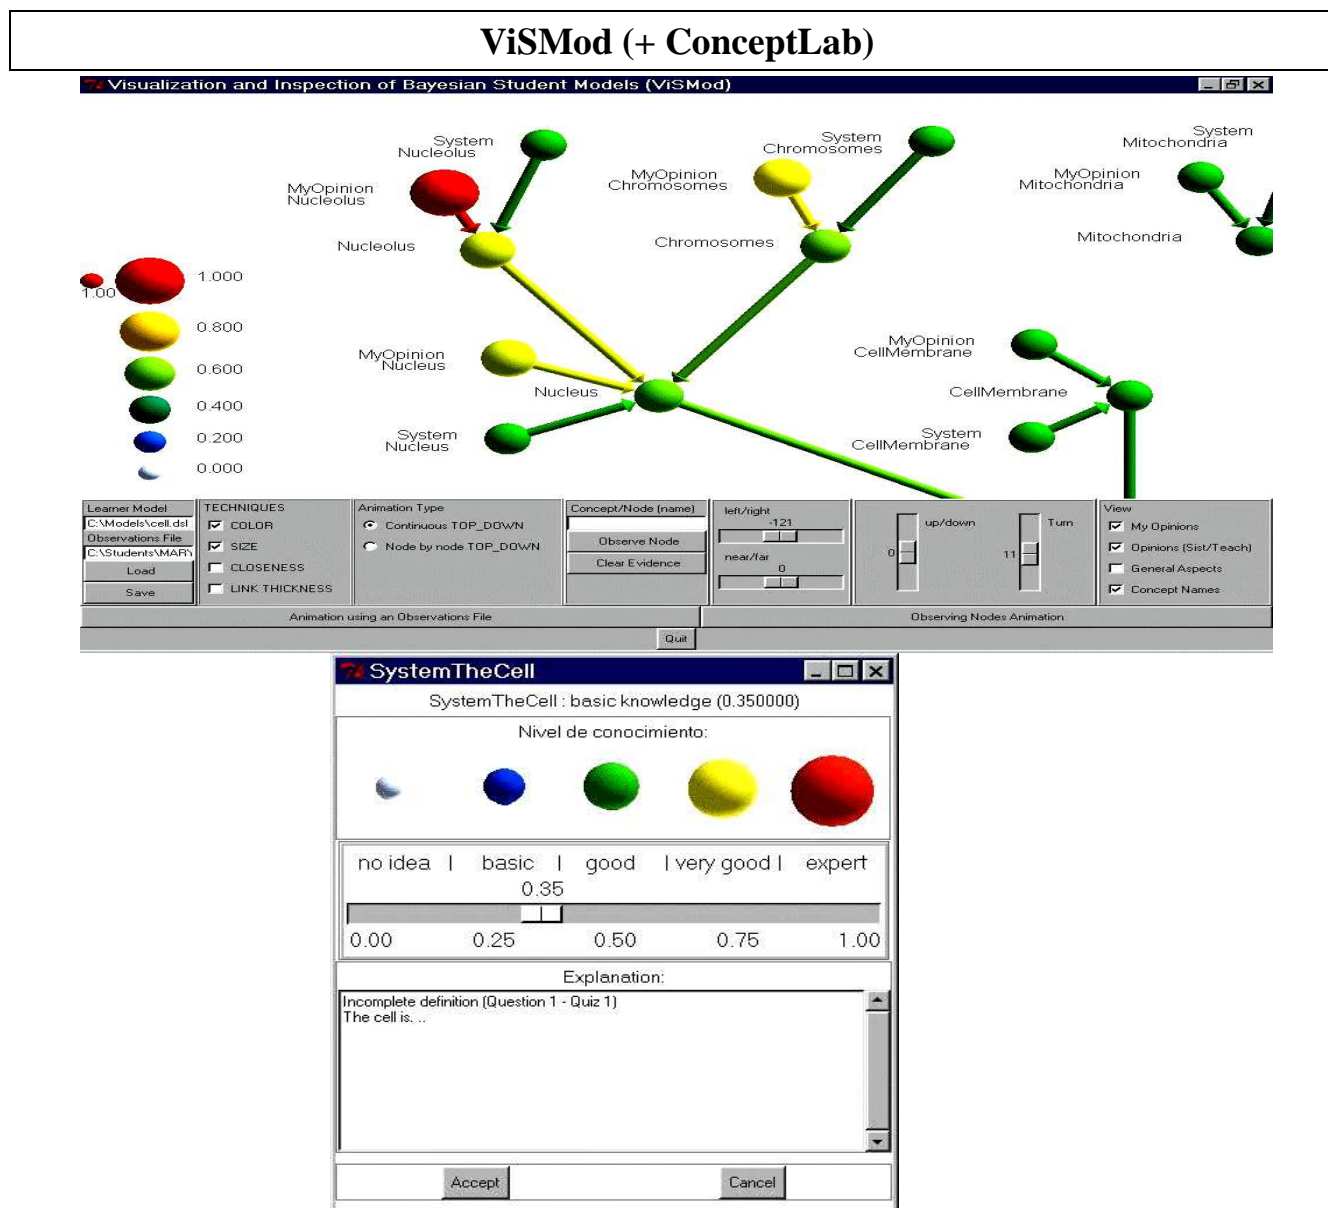 ViSMod (+ ConceptLab)
Visualization and Inspection of Bayesian Student Models (ViSMod)
System
Nucleolus
System
Chromosomes
System
Mitochondria
MyOpinion
Nucleolus
MyOpinion
Chromosomes
MyOpinion
Mitochondria
Nucleolus
Chromosomes
Mitochondria
1.00
1.000
0.800
0.600
0.400
0.200
0.000
MyOpinion
Nucleus
MyOpinion
CellMembrane
Nucleus
CellMembrane
System
Nucleus
System
CellMembrane
Learner Model
C:\Models\cell.dsl
Observations File
C:\Students\MAR
Load
Save
TECHNIQUES
COLOR
SIZE
CLOSENESS
LINK THICKNESS
Animation Type
Continuous TOP_DOWN
Node by node TOP_DOWN
Concept/Node (name)
Observe Node
Clear Evidence
left/right
-121
near/far
0
up/down
0
Turn
11
View
My Opinions
Opinions (Sist/Teach)
General Aspects
Concept Names
Animation using an Observations File
Observing Nodes Animation
Quit
SystemTheCell
SystemTheCell : basic knowledge (0.350000)
Nivel de conocimiento:
no idea | basic | good | very good | expert
0.35
0.00 0.25 0.50 0.75 1.00
Explanation:
Incomplete definition (Question 1 - Quiz 1)
The cell is. ..
Accept
Cancel